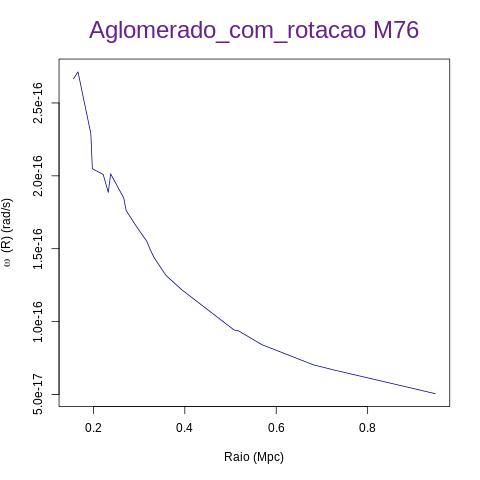 Aglomerado_com_rotacao M76
ω (R) (rad/s)
2.5e-16
2.0e-16
1.5e-16
1.0e-16
5.0e-17
0.2 0.4 0.6 0.8
Raio (Mpc)